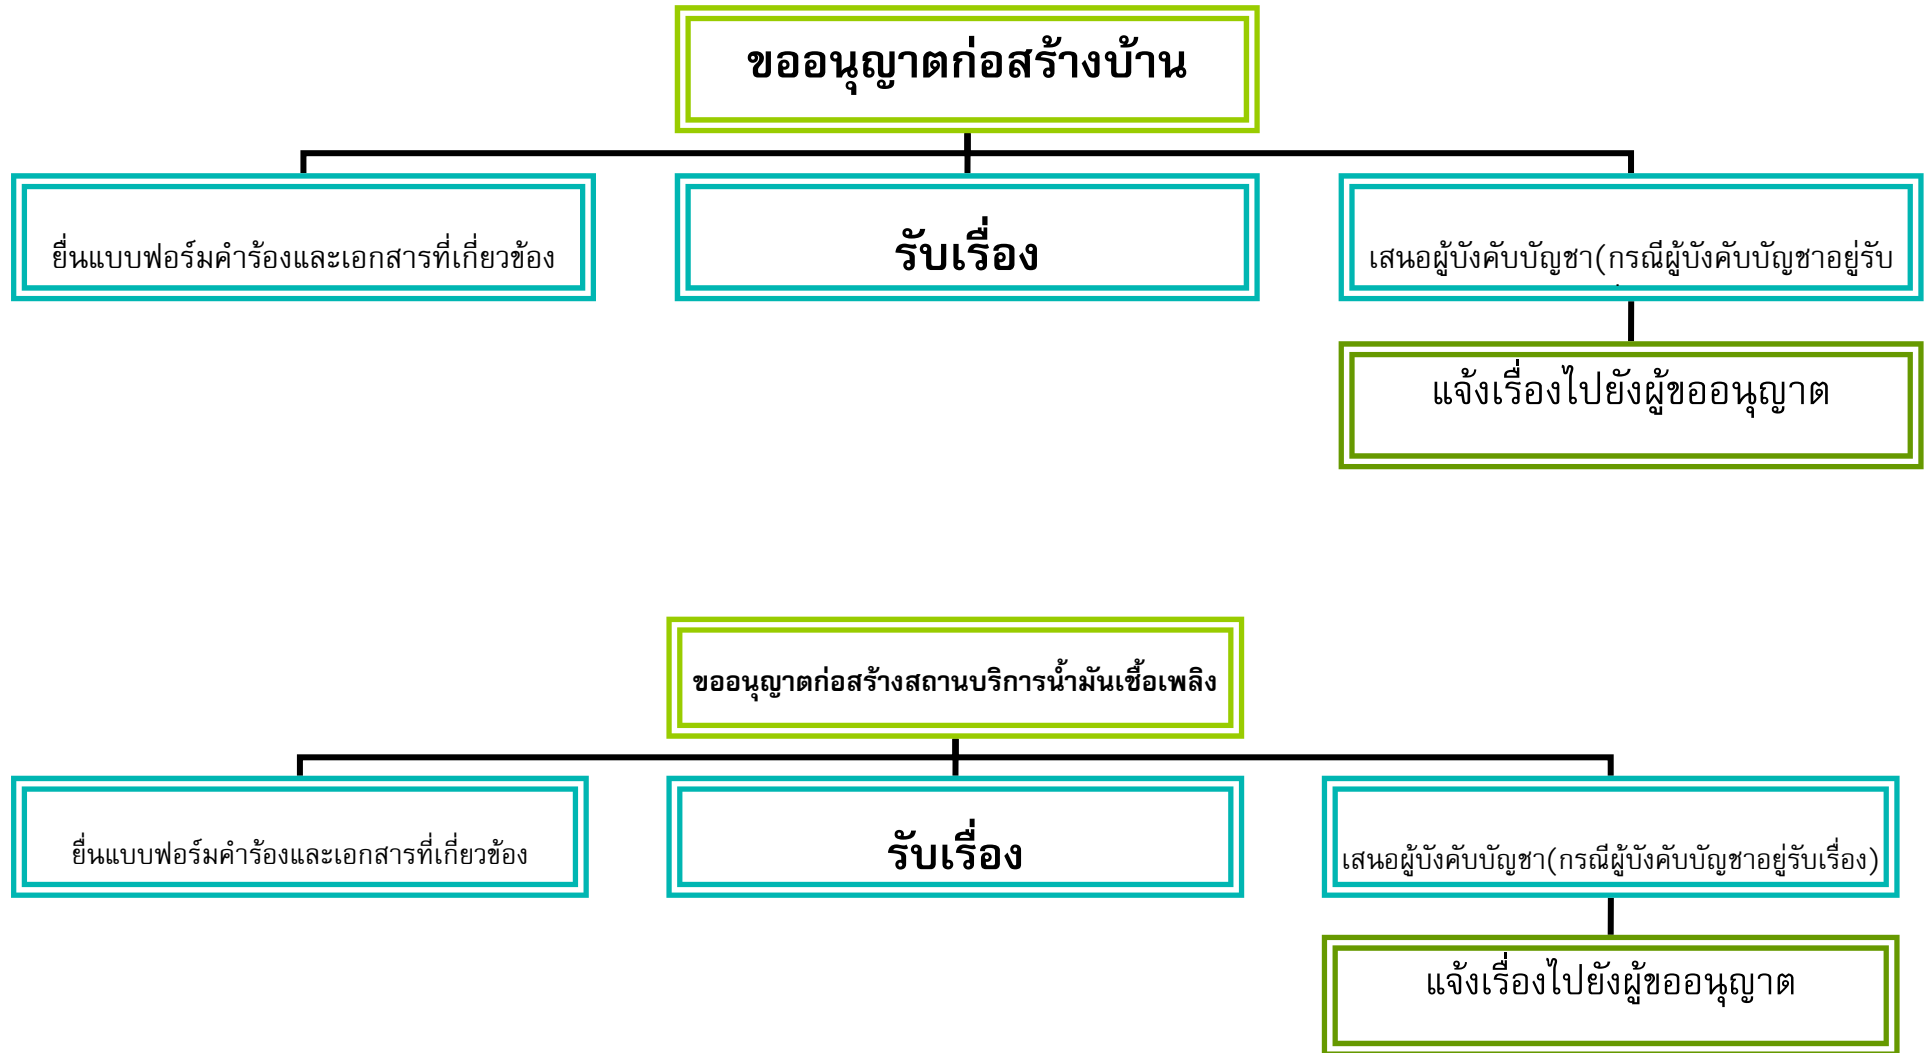 ขออนุญาตก่อสร้างบ้าน
ยื่นแบบฟอร์มคำร้องและเอกสารที่เกี่ยวข้อง
รับเรื่อง
เสนอผู้บังคับบัญชา(กรณีผู้บังคับบัญชาอยู่รับ
แจ้งเรื่องไปยังผู้ขออนุญาต
ขออนุญาตก่อสร้างสถานบริการน้ำมันเชื้อเพลิง
ยื่นแบบฟอร์มคำร้องและเอกสารที่เกี่ยวข้อง
รับเรื่อง
เสนอผู้บังคับบัญชา(กรณีผู้บังคับบัญชาอยู่รับเรื่อง)
แจ้งเรื่องไปยังผู้ขออนุญาต